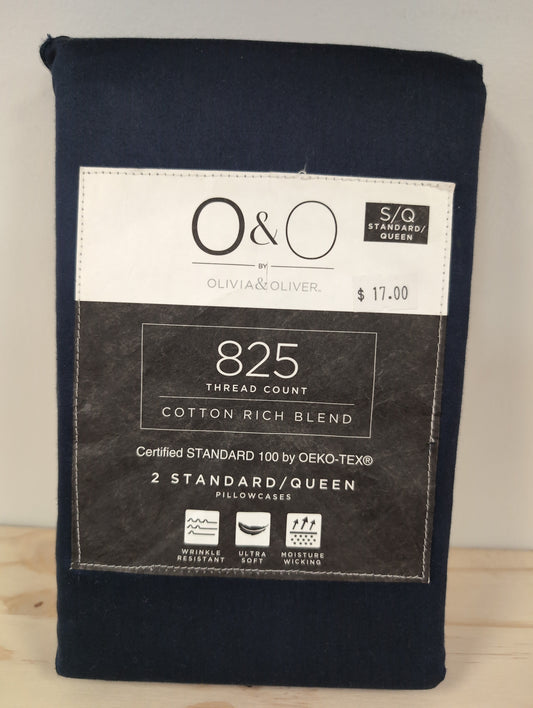 O&O
BY
OLIVIA&OLIVER™
S/Q
STANDARD/
QUEEN
$ 17.00
825
THREAD COUNT
COTTON RICH BLEND
Certified STANDARD 100 by OEKO-TEX®
2 STANDARD/QUEEN
PILLOWCASES
WRINKLE
RESISTANT
ULTRA
SOFT
MOISTURE
WICKING